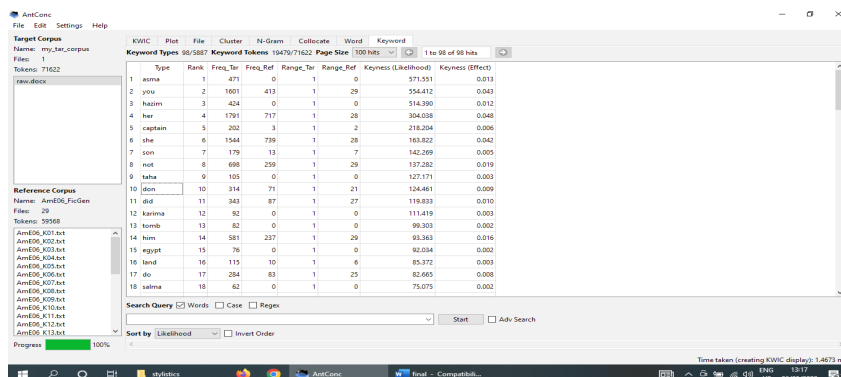 AntConc
File Edit Settings Help
Target Corpus
Name: my_tar_corpus
Files: 1
Tokens: 71622
raw.docx
Reference Corpus
Name: AmE06_FicGen
Files: 29
Tokens: 59568
AmE06_K01.txt
AmE06_K02.txt
AmE06_K03.txt
AmE06_K04.txt
AmE06_K05.txt
AmE06_K06.txt
AmE06_K07.txt
AmE06_K08.txt
AmE06_K09.txt
AmE06_K10.txt
AmE06_K11.txt
AmE06_K12.txt
AmE06_K13.txt
Progress 100%
KWIC Plot File Cluster N-Gram Collocate Word Keyword
Keyword Types 98/5887 Keyword Tokens 19479/71622 Page Size 100 hits 1 to 98 of 98 hits
Type Rank Freq_Tar Freq_Ref Range_Tar Range_Ref Keyness (Likelihood) Keyness (Effect)
1 asma 1 471 0 1 0 571.551 0.013
2 you 2 1601 413 1 29 554.412 0.043
3 hazim 3 424 0 1 0 514.390 0.012
4 her 4 1791 717 1 28 304.038 0.048
5 captain 5 202 3 1 2 218.204 0.006
6 she 6 1544 739 1 28 163.822 0.042
7 son 7 179 13 1 7 142.269 0.005
8 not 8 698 259 1 29 137.282 0.019
9 taha 9 105 0 1 0 127.171 0.003
10 don 10 314 71 1 21 124.461 0.009
11 did 11 343 87 1 27 119.833 0.010
12 karima 12 92 0 1 0 111.419 0.003
13 tomb 13 82 0 1 0 99.303 0.002
14 him 14 581 237 1 29 93.363 0.016
15 egypt 15 76 0 1 0 92.034 0.002
16 land 16 115 10 1 6 85.372 0.003
17 do 17 284 83 1 25 82.665 0.008
18 salma 18 62 0 1 0 75.075 0.002
Search Query Words Case Regex
Start Adv Search
Sort by Likelihood Invert Order
Time taken (creating KWIC display): 1.4673
stylistics AntConc final - Compatibili... ENG 13:17